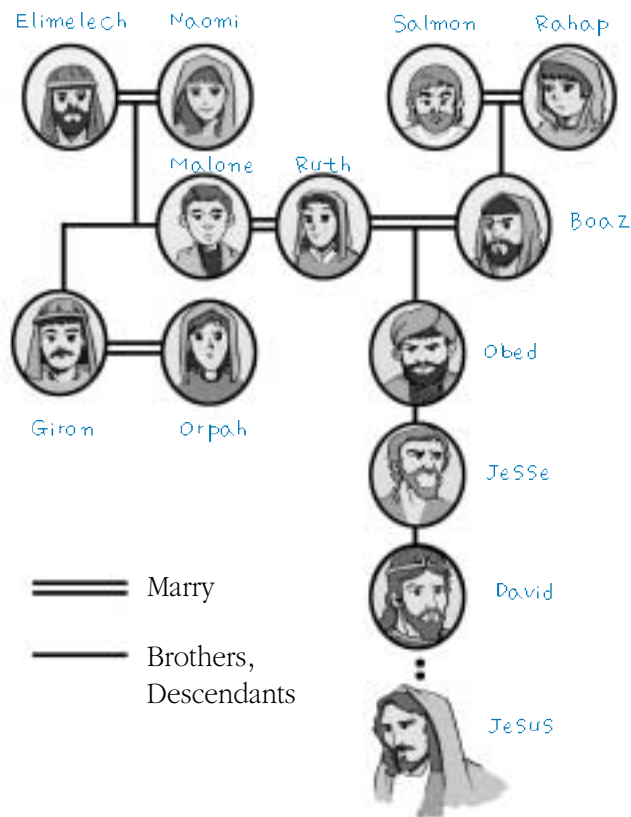 Elimelech Naomi Salmon Rahap
Malone Ruth
Boaz
Obed
Giron Orpah
Jesse
Marry
David
Brothers,
Descendants
Jesus